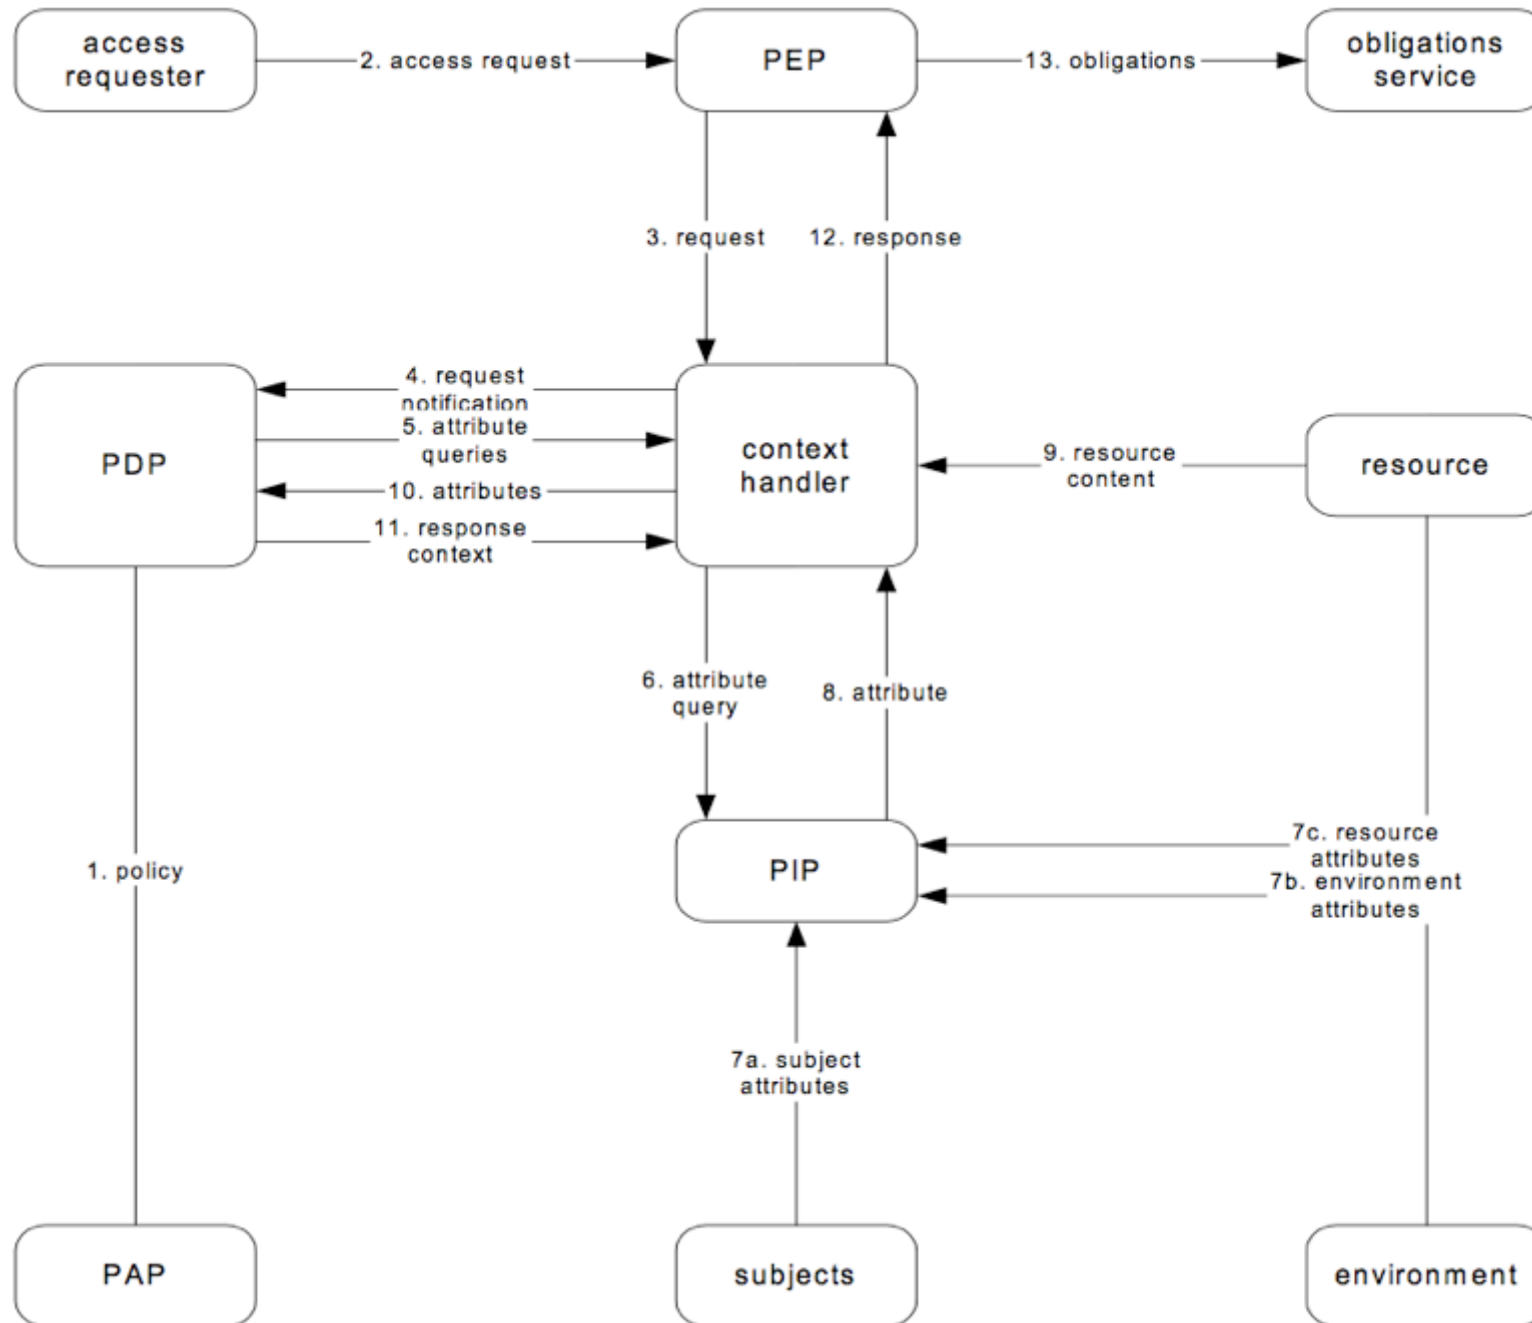 access
requester
2. access request
PEP
13. obligations
obligations
service
3. request
12. response
4. request
notification
5. attribute
queries
10. attributes
11. response
context
PDP
context
handler
9. resource
content
resource
6. attribute
query
8. attribute
1. policy
PIP
7c. resource
attributes
7b. environment
attributes
7a. subject
attributes
PAP
subjects
environment